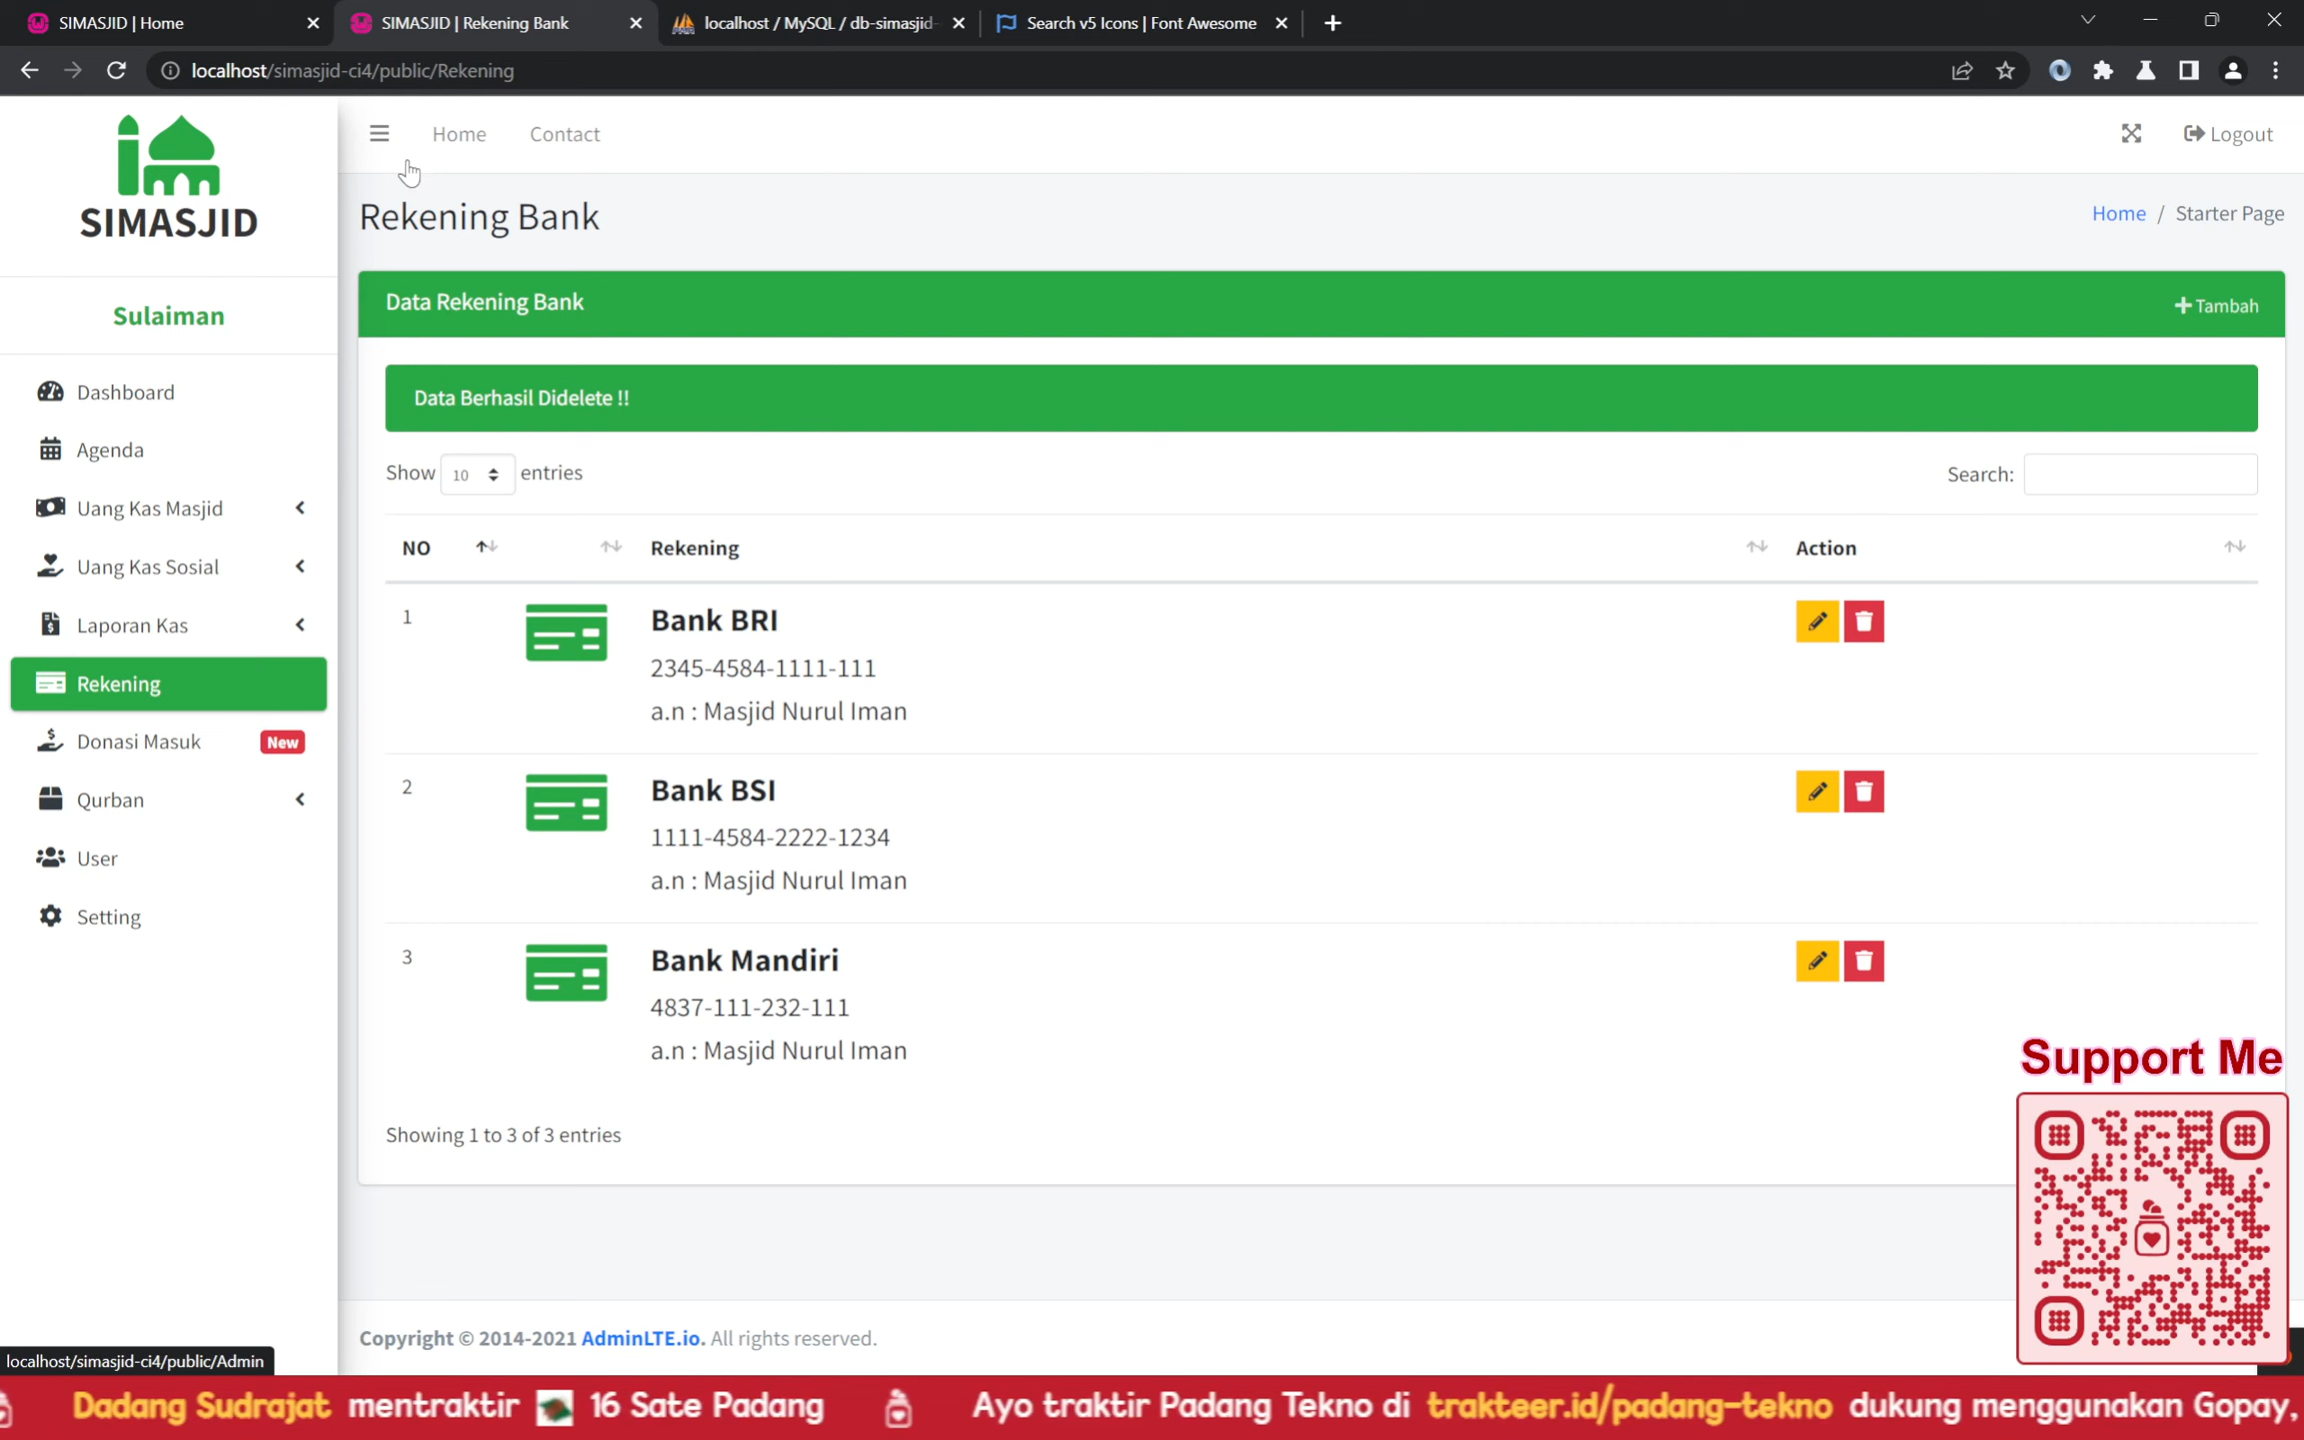 SIMASJID | Home
SIMASJID | Rekening Bank
localhost / MySQL / db-simasjid-
Search v5 Icons | Font Awesome
localhost/simasjid-ci4/public/Rekening
SIMASJID
Home Contact
Logout
Rekening Bank
Home / Starter Page
Sulaiman
Dashboard
Agenda
Uang Kas Masjid
Uang Kas Sosial
Laporan Kas
Rekening
Donasi Masuk New
Qurban
User
Setting
Data Rekening Bank
Tambah
Data Berhasil Didelete !!
Show 10 entries
Search:
NO Rekening Action
1 Bank BRI
2345-4584-1111-111
a.n : Masjid Nurul Iman
2 Bank BSI
1111-4584-2222-1234
a.n : Masjid Nurul Iman
3 Bank Mandiri
4837-111-232-111
a.n : Masjid Nurul Iman
Showing 1 to 3 of 3 entries
Support Me
Copyright © 2014-2021 AdminLTE.io. All rights reserved.
localhost/simasjid-ci4/public/Admin
Dadang Sudrajat mentraktir 16 Sate Padang Ayo traktir Padang Tekno di trakteer.id/padang-tekno dukung menggunakan Gopay,